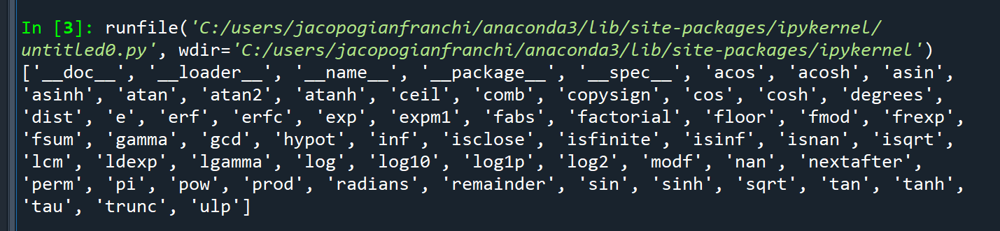 In [3]: runfile('C:/users/jacopogianfranchi/anaconda3/lib/site-packages/ipykernel/
untitled0.py', wdir='C:/users/jacopogianfranchi/anaconda3/lib/site-packages/ipykernel')
['__doc__', '__loader__', '__name__', '__package__', '__spec__', 'acos', 'acosh', 'asin',
'asinh', 'atan', 'atan2', 'atanh', 'ceil', 'comb', 'copysign', 'cos', 'cosh', 'degrees',
'dist', 'e', 'erf', 'erfc', 'exp', 'expm1', 'fabs', 'factorial', 'floor', 'fmod', 'frexp',
'fsum', 'gamma', 'gcd', 'hypot', 'inf', 'isclose', 'isfinite', 'isinf', 'isnan', 'isqrt',
'lcm', 'ldexp', 'lgamma', 'log', 'log10', 'log1p', 'log2', 'modf', 'nan', 'nextafter',
'perm', 'pi', 'pow', 'prod', 'radians', 'remainder', 'sin', 'sinh', 'sqrt', 'tan', 'tanh',
'tau', 'trunc', 'ulp']